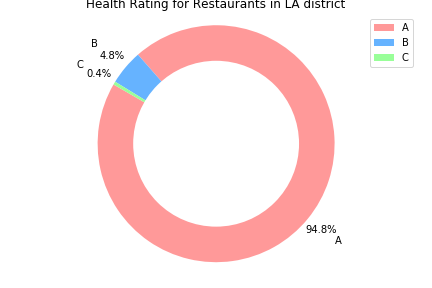 Health Rating for Restaurants in LA district
A
B
C
B
4.8%
C
0.4%
94.8%
A